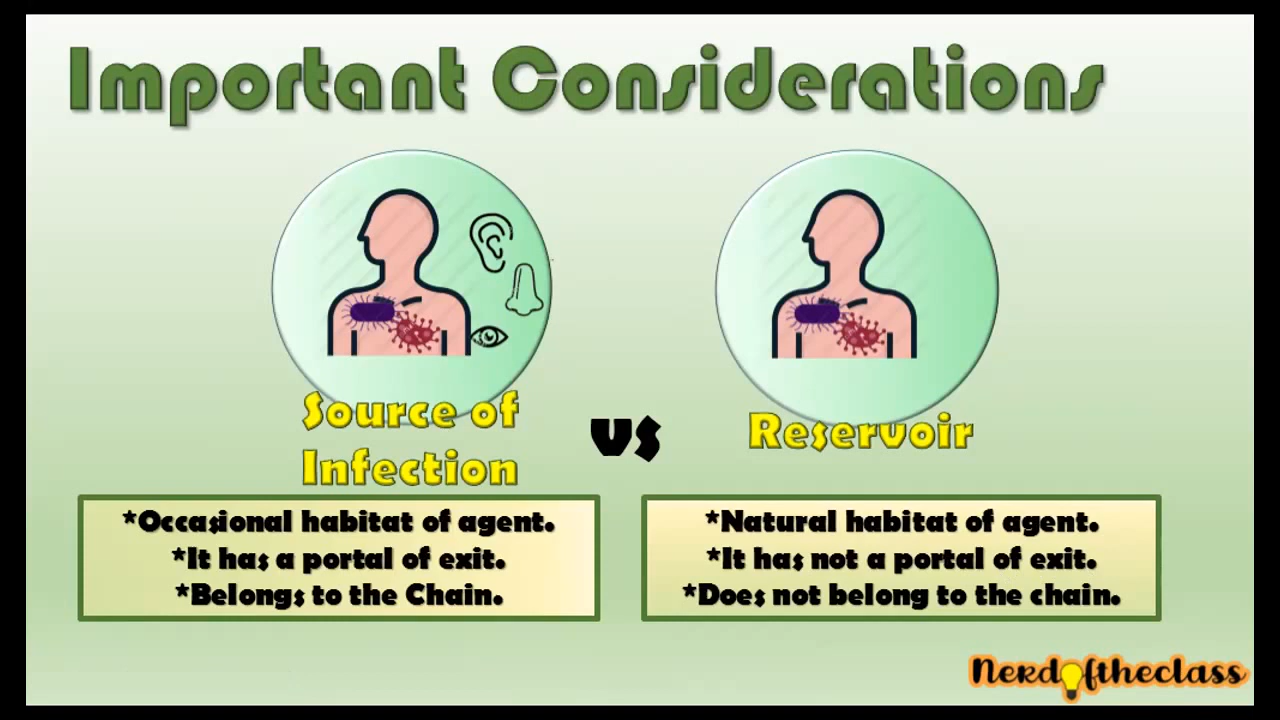 Important Considerations
Source of
Infection
vs
Reservoir
*Occasional habitat of agent.
*It has a portal of exit.
*Belongs to the Chain.
*Natural habitat of agent.
*It has not a portal of exit.
*Does not belong to the chain.
Nerdoftheclass